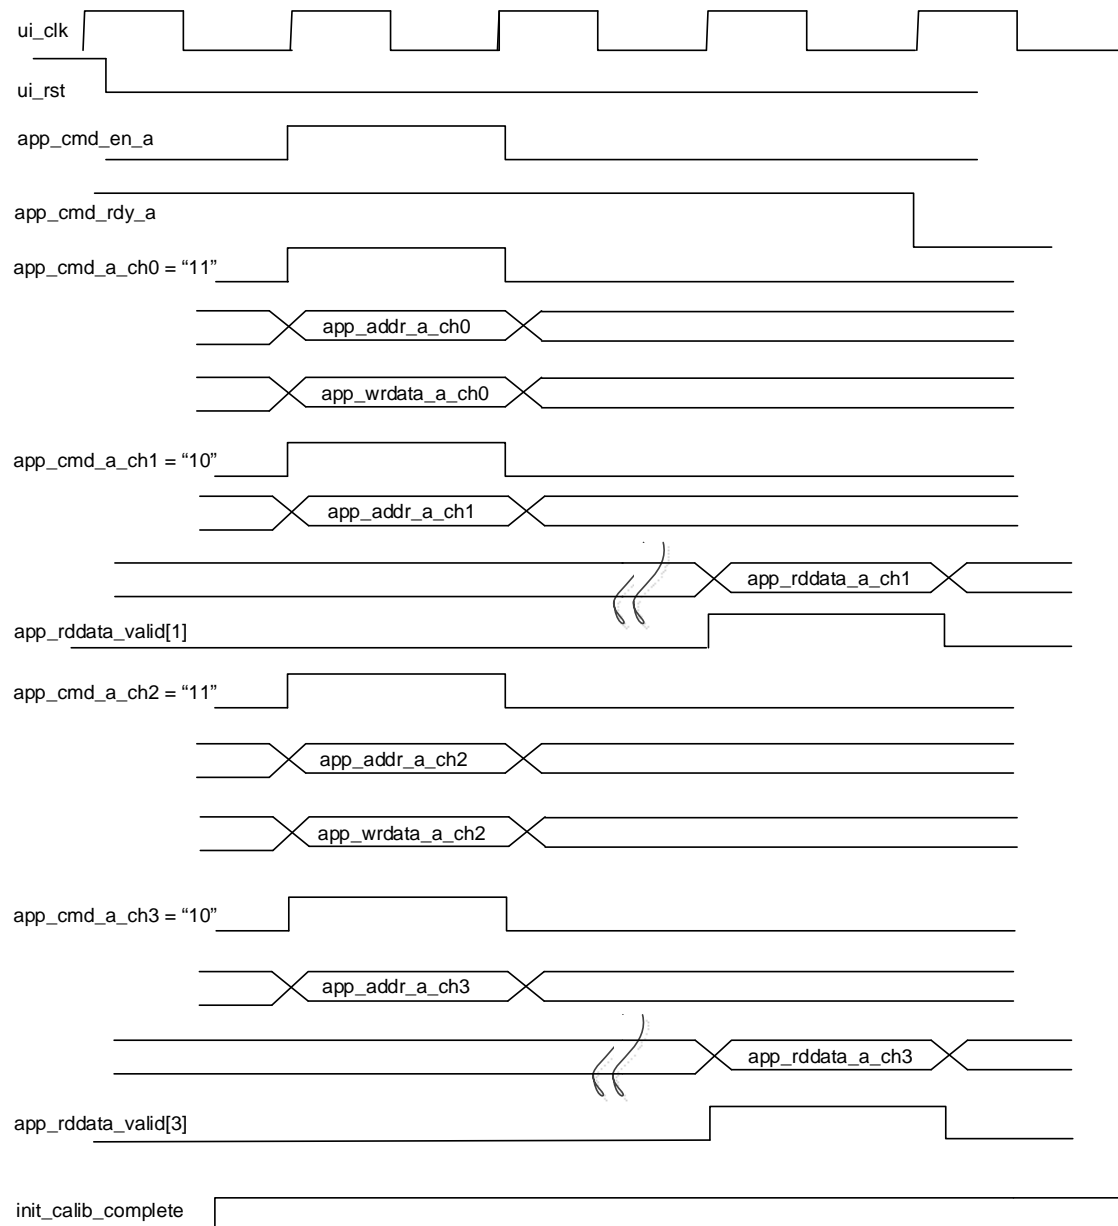 ui_clk
ui_rst
app_cmd_en_a
app_cmd_rdy_a
app_cmd_a_ch0 = “11”
app_addr_a_ch0
app_wrdata_a_ch0
app_cmd_a_ch1 = “10”
app_addr_a_ch1
app_rddata_a_ch1
app_rddata_valid[1]
app_cmd_a_ch2 = “11”
app_addr_a_ch2
app_wrdata_a_ch2
app_cmd_a_ch3 = “10”
app_addr_a_ch3
app_rddata_a_ch3
app_rddata_valid[3]
init_calib_complete